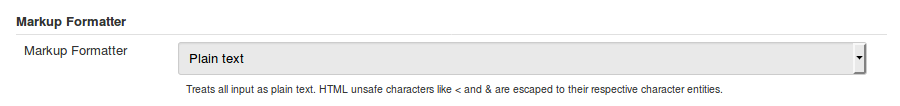 Markup Formatter
Markup Formatter
Plain text
Treats all input as plain text. HTML unsafe characters like < and & are escaped to their respective character entities.